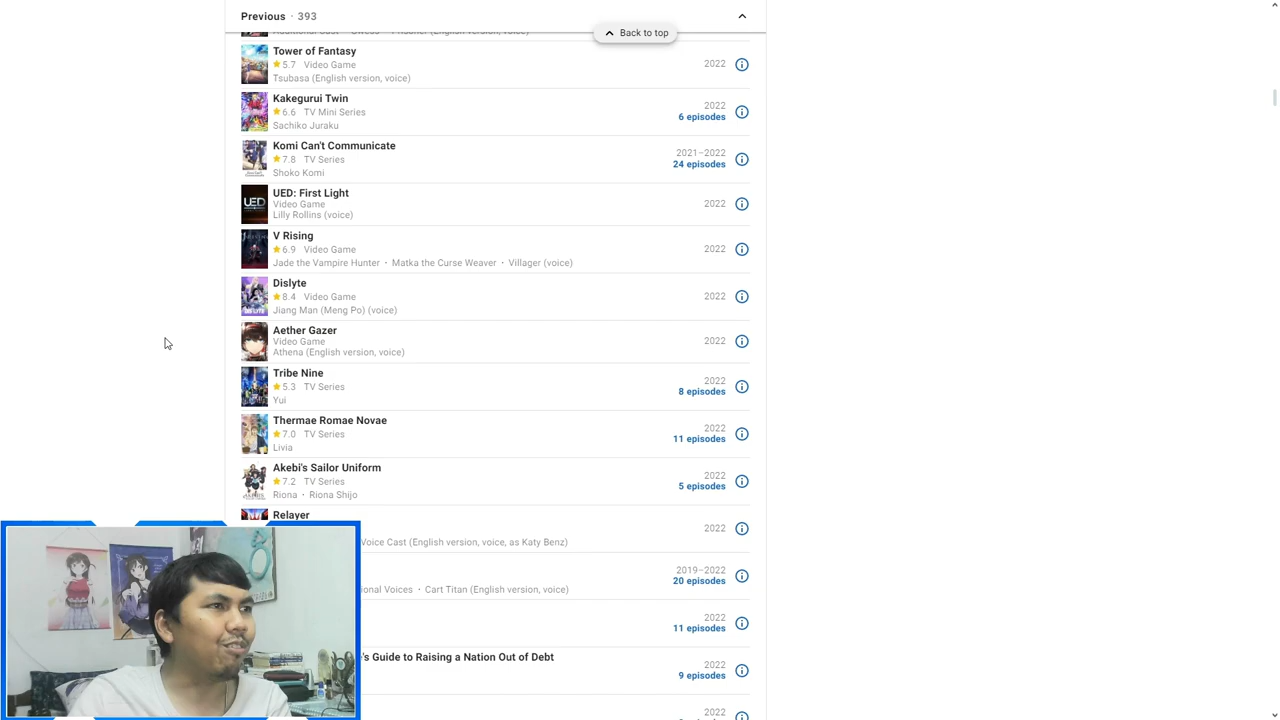 Previous · 393
Back to top
Tower of Fantasy
5.7 Video Game
2022
Tsubasa (English version, voice)
Kakegurui Twin
6.6 TV Mini Series
2022
6 episodes
Sachiko Juraku
Komi Can't Communicate
7.8 TV Series
2021–2022
24 episodes
Shoko Komi
UED: First Light
Video Game
2022
Lilly Rollins (voice)
V Rising
6.9 Video Game
2022
Jade the Vampire Hunter · Matka the Curse Weaver · Villager (voice)
Dislyte
8.4 Video Game
2022
Jiang Man (Meng Po) (voice)
Aether Gazer
Video Game
2022
Athena (English version, voice)
Tribe Nine
5.3 TV Series
2022
8 episodes
Yui
Thermae Romae Novae
7.0 TV Series
2022
11 episodes
Livia
Akebi's Sailor Uniform
7.2 TV Series
2022
5 episodes
Riona · Riona Shijo
Relayer
2022
Voice Cast (English version, voice, as Katy Benz)
2019–2022
20 episodes
ional Voices · Cart Titan (English version, voice)
2022
11 episodes
's Guide to Raising a Nation Out of Debt
2022
9 episodes
2022